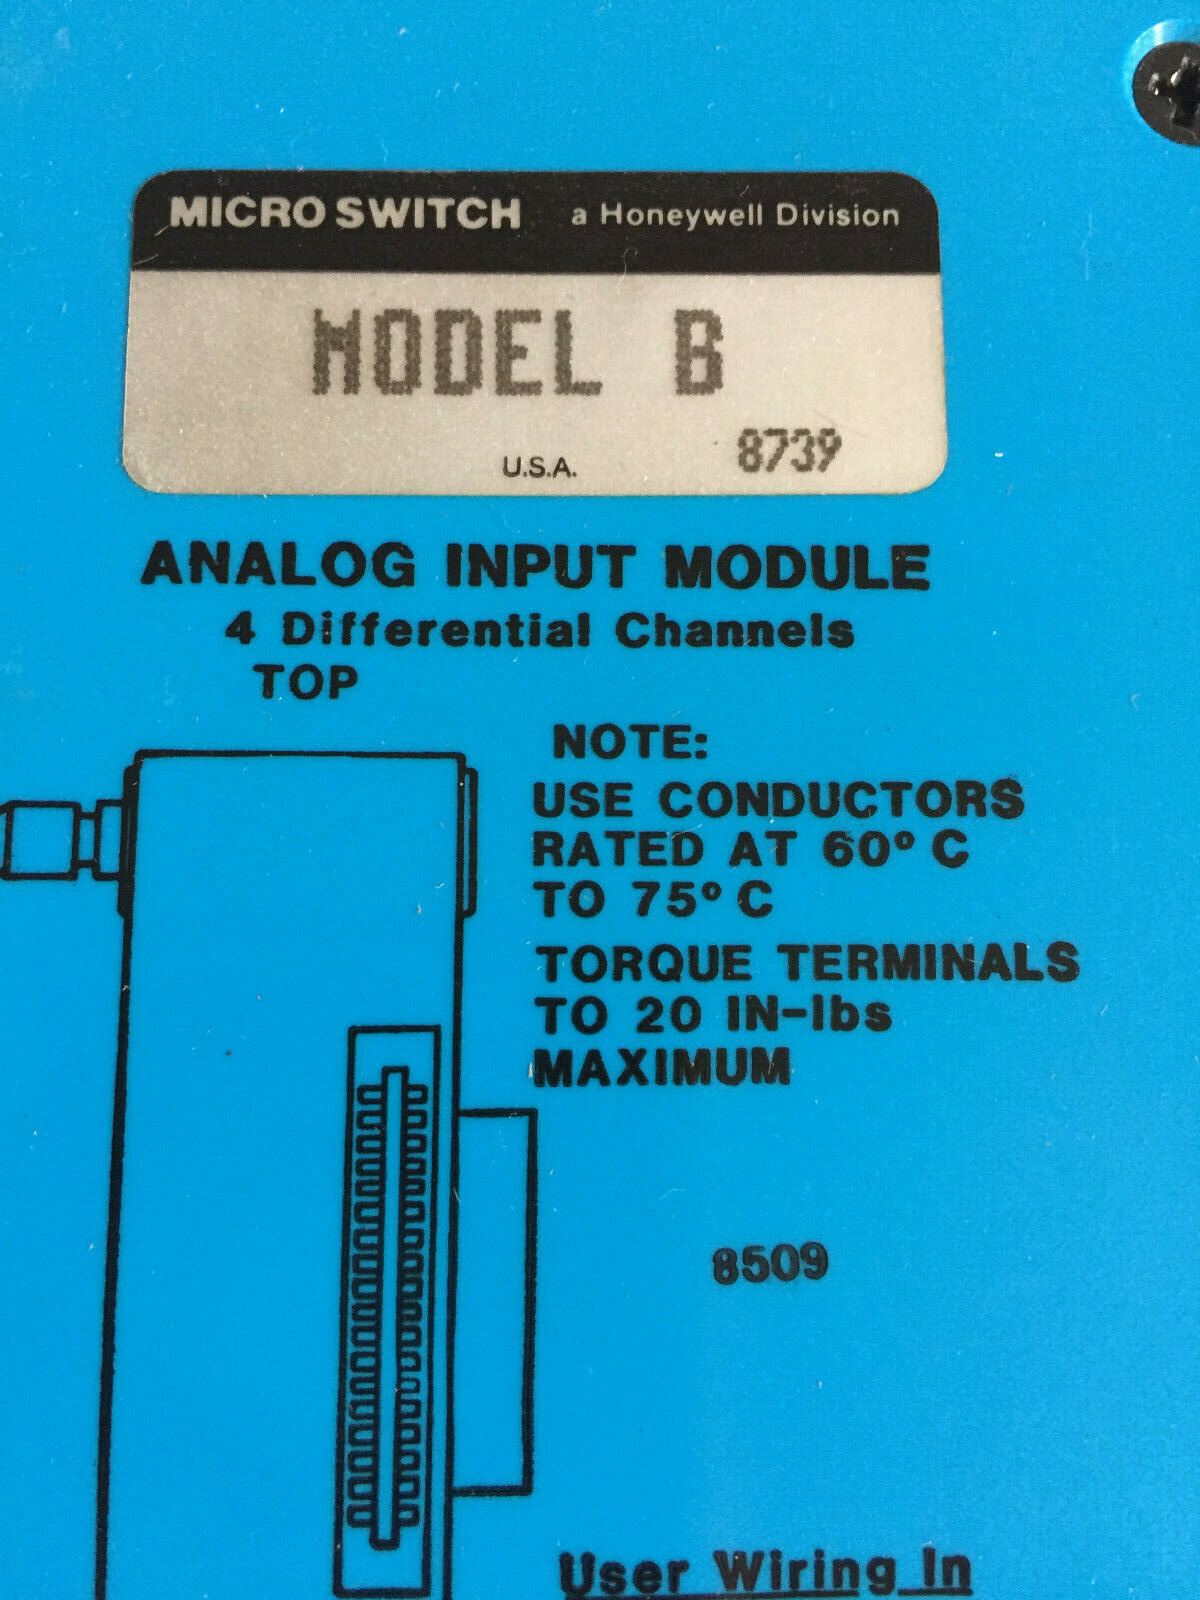 MICRO SWITCH a Honeywell Division
MODEL B
U.S.A. 8739
ANALOG INPUT MODULE
4 Differential Channels
TOP
NOTE:
USE CONDUCTORS
RATED AT 60° C
TO 75° C
TORQUE TERMINALS
TO 20 IN-lbs
MAXIMUM
8509
User Wiring In